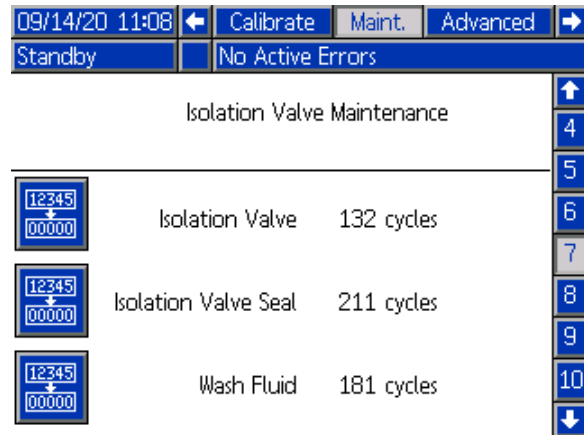 09/14/20 11:08 Calibrate Maint. Advanced
Standby No Active Errors
Isolation Valve Maintenance
4
5
12345
00000
Isolation Valve 132 cycles
6
7
12345
00000
Isolation Valve Seal 211 cycles
8
9
12345
00000
Wash Fluid 181 cycles
10